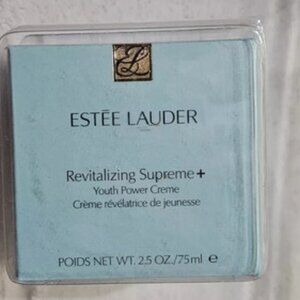 ESTĒE LAUDER
Revitalizing Supreme+
Youth Power Creme
Crème révélatrice de jeunesse
POIDS NET WT. 2.5 OZ./75ml ℮